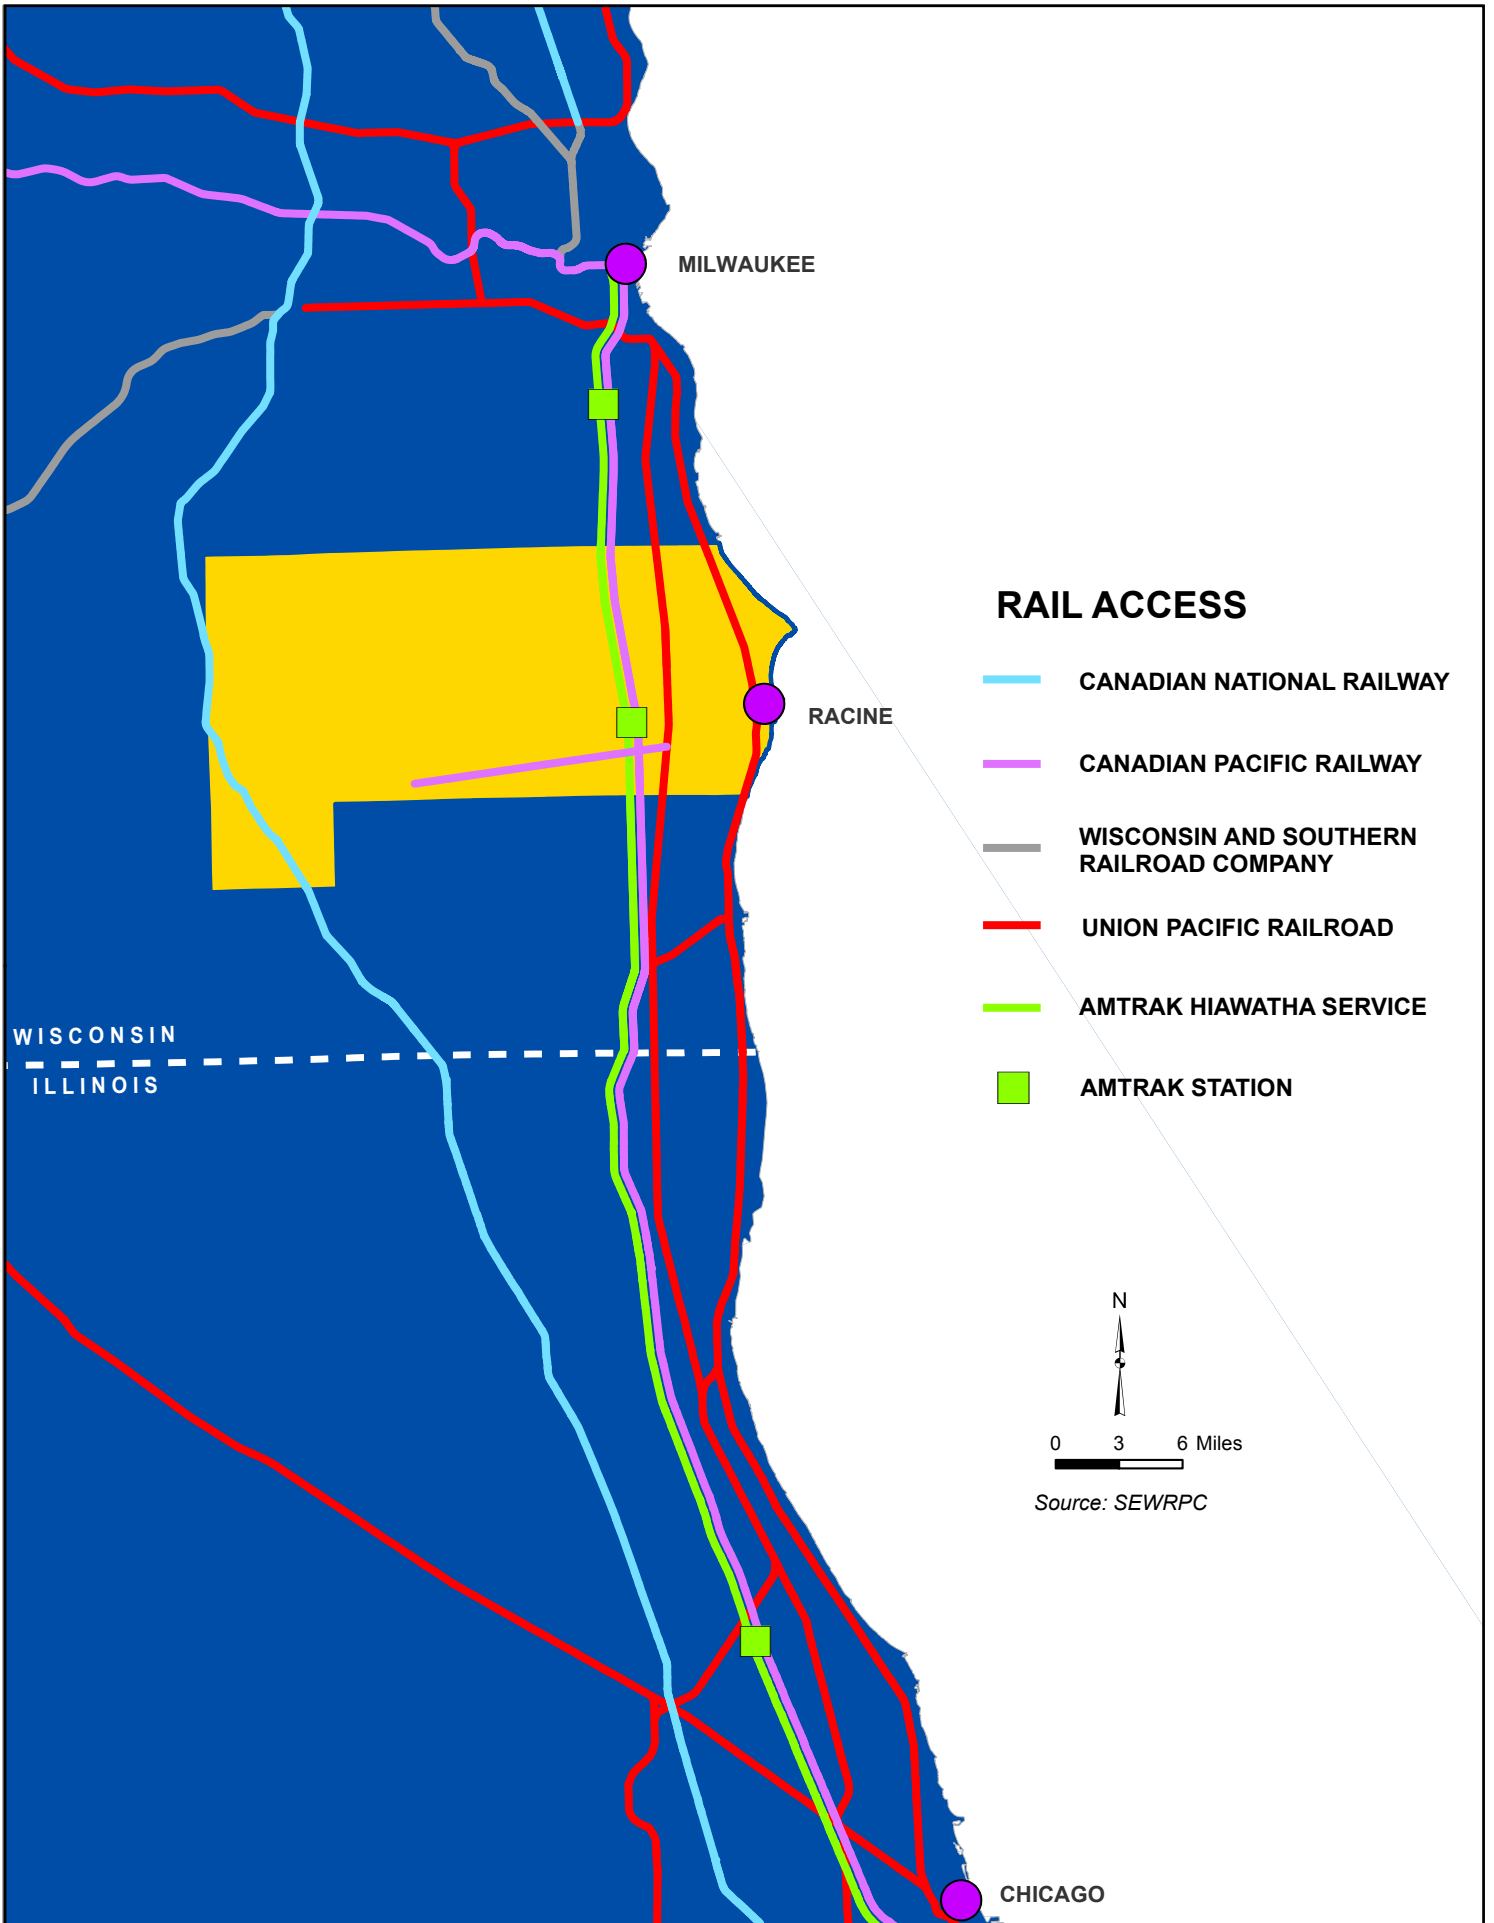 MILWAUKEE
RAIL ACCESS
CANADIAN NATIONAL RAILWAY
RACINE
CANADIAN PACIFIC RAILWAY
WISCONSIN AND SOUTHERN
RAILROAD COMPANY
UNION PACIFIC RAILROAD
AMTRAK HIAWATHA SERVICE
WISCONSIN
ILLINOIS
AMTRAK STATION
N
0 3 6 Miles
Source: SEWRPC
CHICAGO